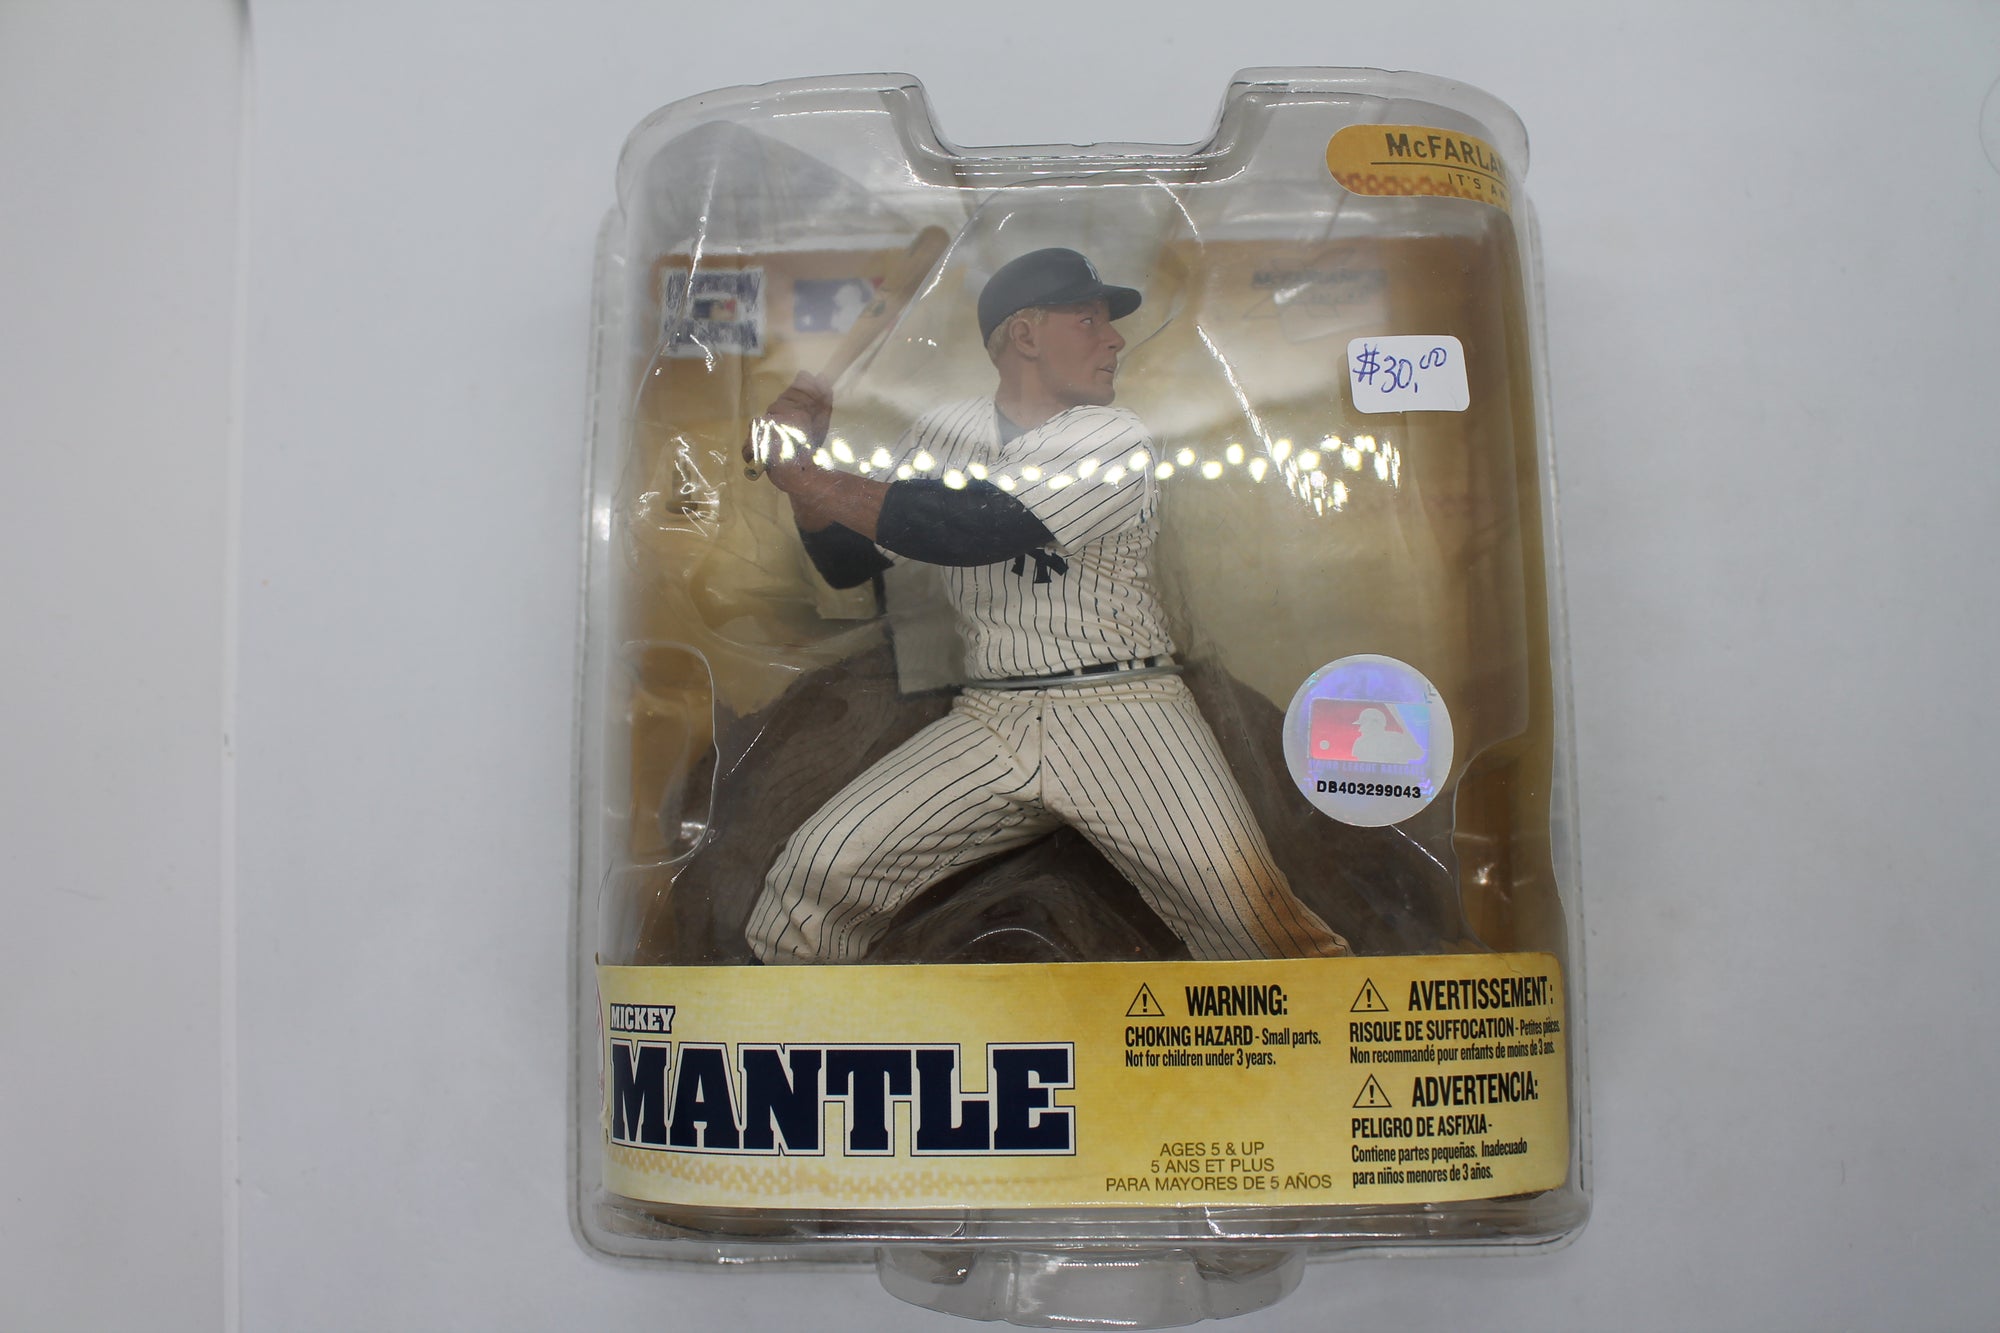 McFARLA
IT'S A
$30.00
DB403299043
MICKEY
MANTLE
WARNING:
CHOKING HAZARD - Small parts.
Not for children under 3 years.
AGES 5 & UP
5 ANS ET PLUS
PARA MAYORES DE 5 AÑOS
AVERTISSEMENT:
RISQUE DE SUFFOCATION - Petites pièces.
Non recommandé pour enfants de moins de 3 ans.
ADVERTENCIA:
PELIGRO DE ASFIXIA -
Contiene partes pequeñas. Inadecuado
para niños menores de 3 años.